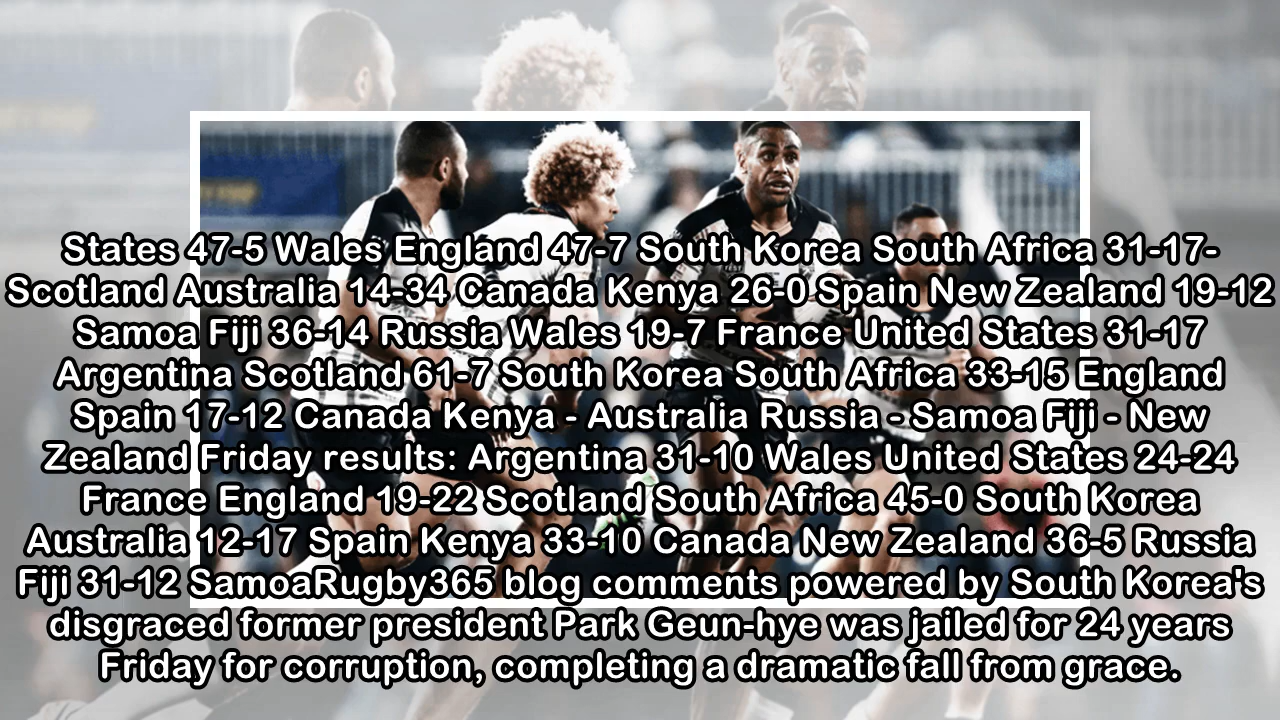 States 47-5 Wales England 47-7 South Korea South Africa 31-17-
Scotland Australia 14-34 Canada Kenya 26-0 Spain New Zealand 19-12
Samoa Fiji 36-14 Russia Wales 19-7 France United States 31-17
Argentina Scotland 61-7 South Korea South Africa 33-15 England
Spain 17-12 Canada Kenya - Australia Russia - Samoa Fiji - New
Zealand Friday results: Argentina 31-10 Wales United States 24-24
France England 19-22 Scotland South Africa 45-0 South Korea
Australia 12-17 Spain Kenya 33-10 Canada New Zealand 36-5 Russia
Fiji 31-12 SamoaRugby365 blog comments powered by South Korea's
disgraced former president Park Geun-hye was jailed for 24 years
Friday for corruption, completing a dramatic fall from grace.